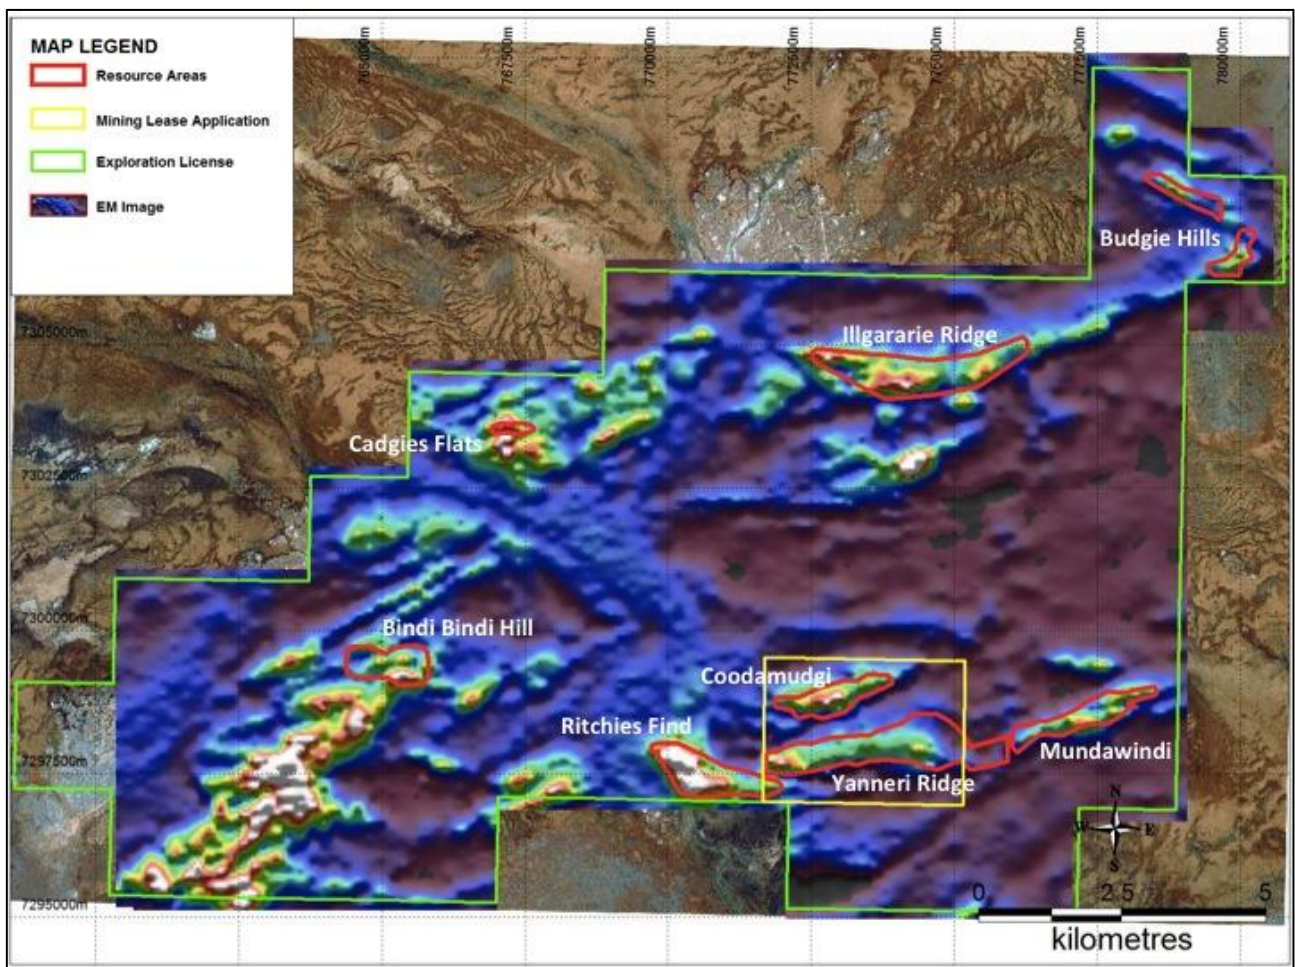 MAP LEGEND
Resource Areas
Mining Lease Application
Exploration License
EM Image
765000m
767500m
770000m
772500m
775000m
777500m
780000m
Budgie Hills
7305000m
Illgararie Ridge
Cadgies Flats
7302500m
7300000m
Bindi Bindi Hill
Coodamudgi
Ritchies Find
Mundawindi
7297500m
Yanneri Ridge
N
W E
S
7295000m
0 2.5 5
kilometres